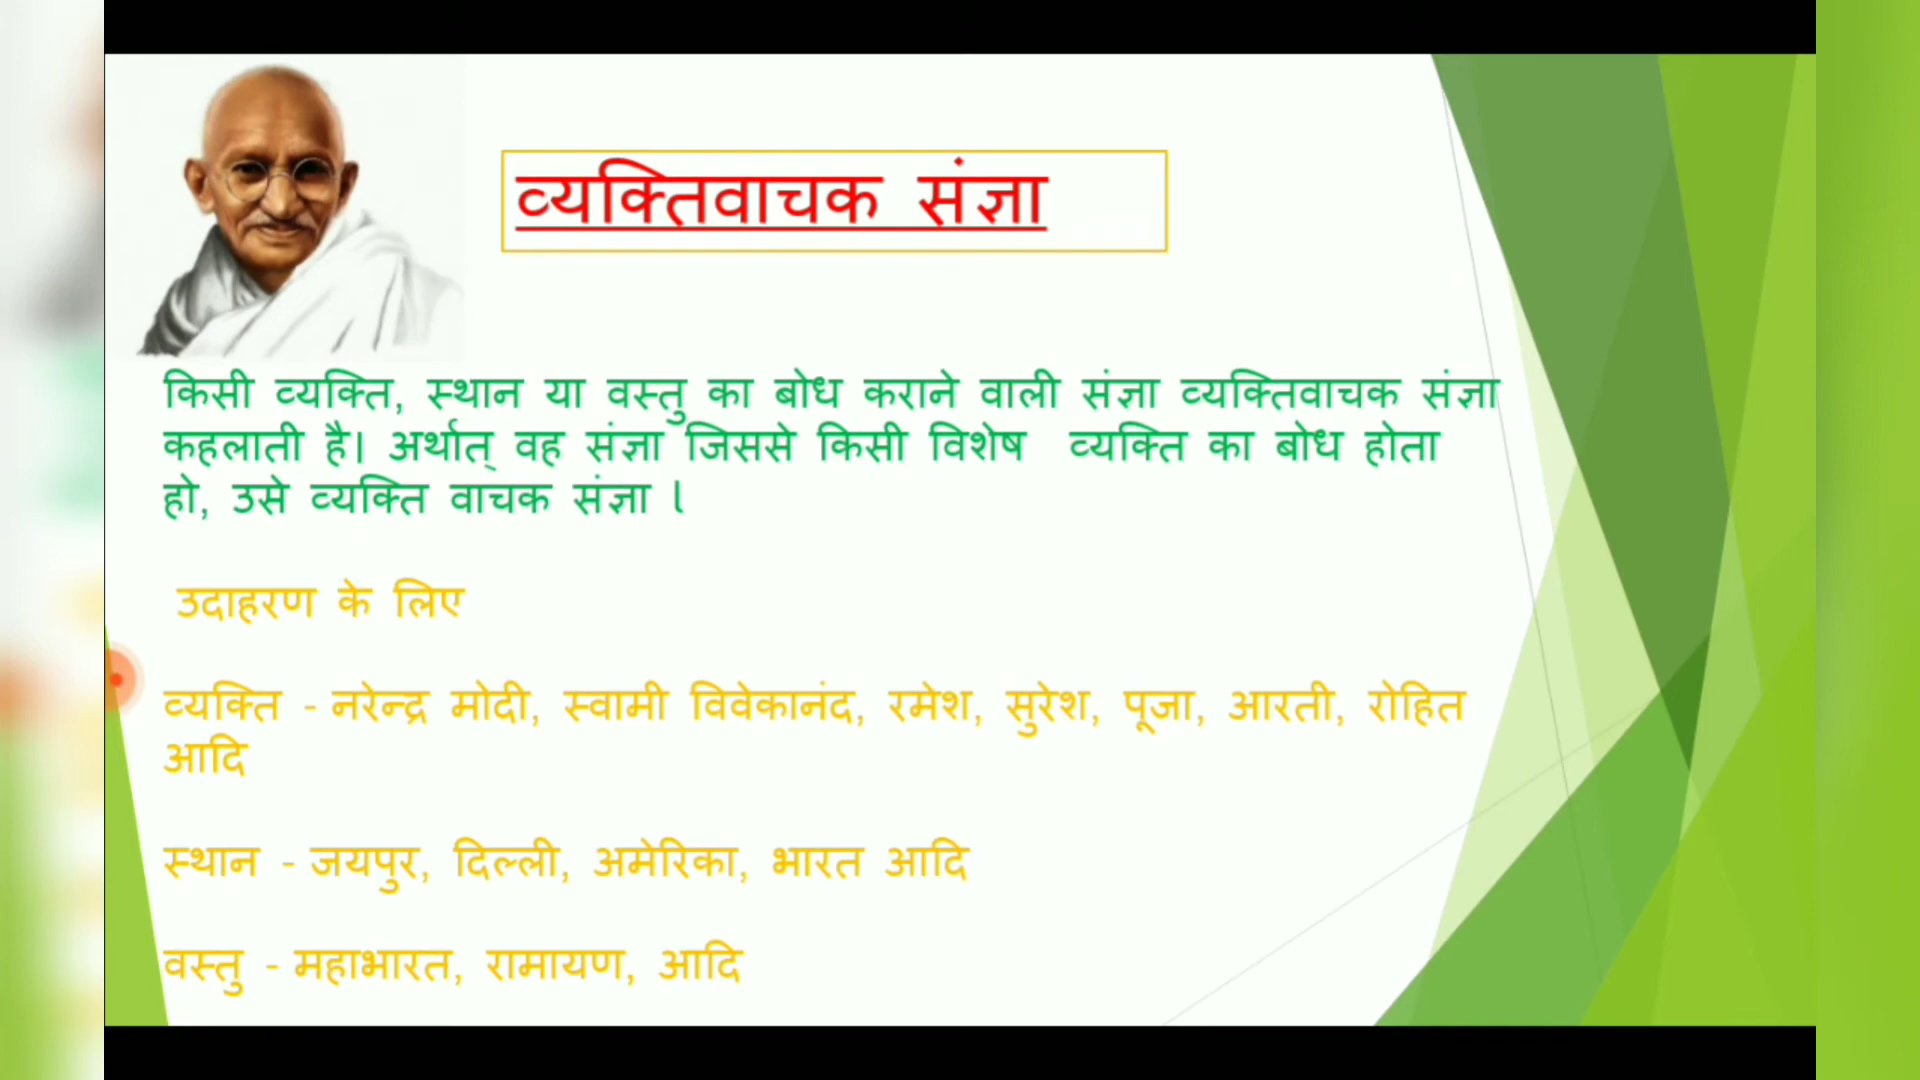 व्यक्तिवाचक संज्ञा
किसी व्यक्ति, स्थान या वस्तु का बोध कराने वाली संज्ञा व्यक्तिवाचक संज्ञा
कहलाती है। अर्थात् वह संज्ञा जिससे किसी विशेष व्यक्ति का बोध होता
हो, उसे व्यक्ति वाचक संज्ञा l
उदाहरण के लिए
व्यक्ति - नरेन्द्र मोदी, स्वामी विवेकानंद, रमेश, सुरेश, पूजा, आरती, रोहित
आदि
स्थान - जयपुर, दिल्ली, अमेरिका, भारत आदि
वस्तु - महाभारत, रामायण, आदि